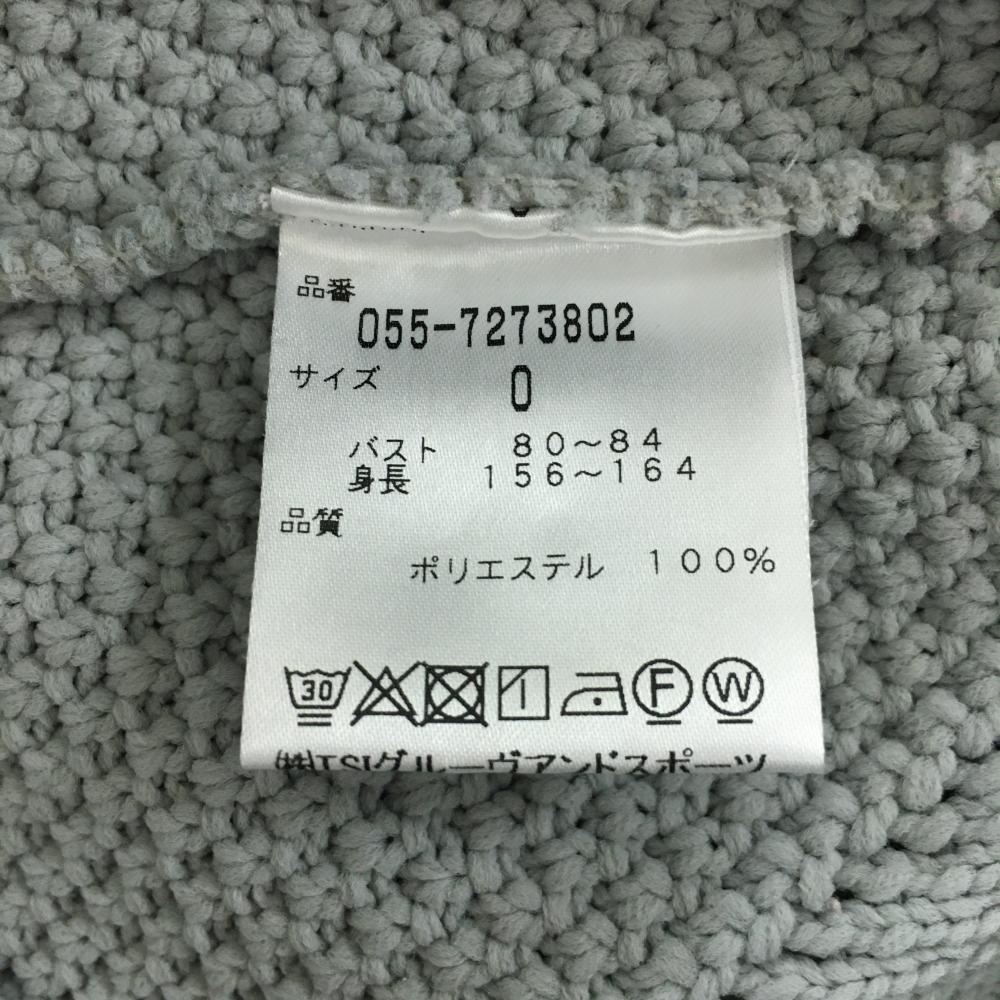 品番
055-7273802
サイズ 0
バスト 80～84
身長 156～164
品質
ポリエステル 100%
30 F W
㈱TSIグルーヴアンドスポーツ